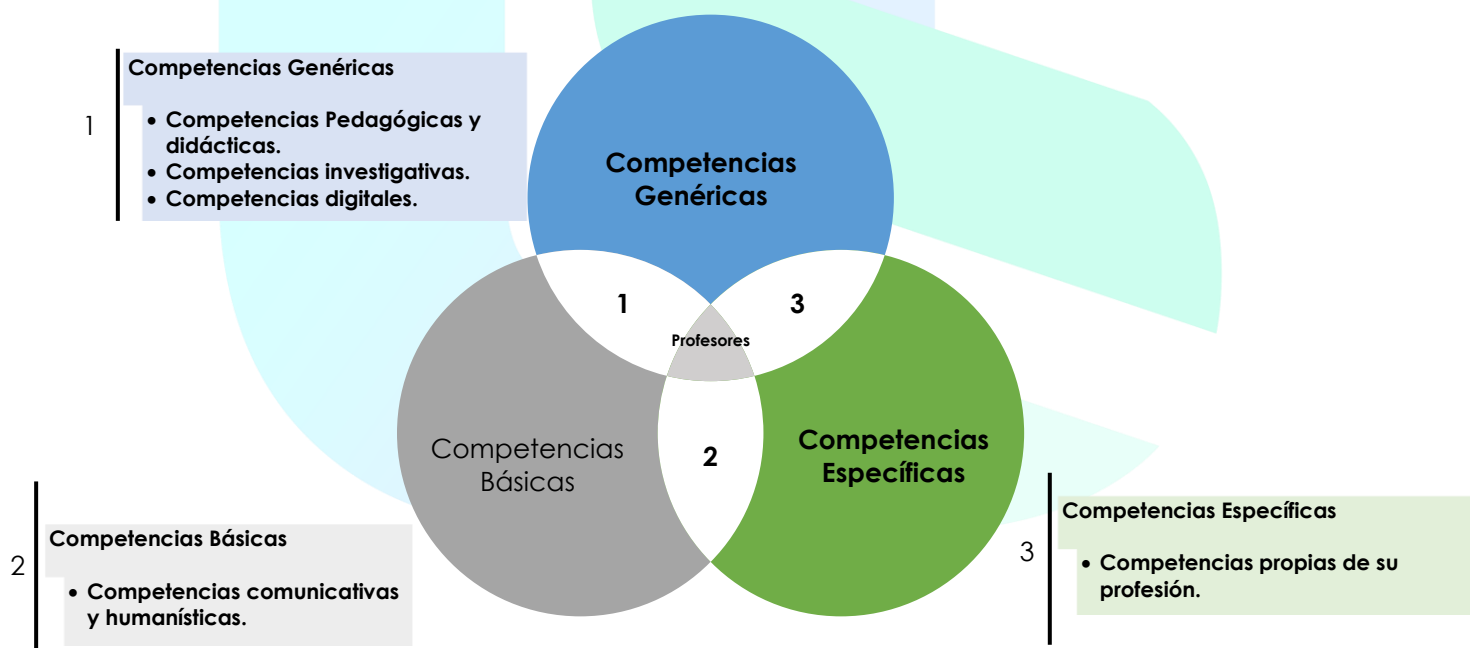 Competencias Genéricas
1
• Competencias Pedagógicas y
didácticas.
• Competencias investigativas.
• Competencias digitales.
Competencias
Genéricas
1
3
Profesores
Competencias
Básicas
2
Competencias
Específicas
2
Competencias Básicas
• Competencias comunicativas
y humanísticas.
3
Competencias Específicas
• Competencias propias de su
profesión.